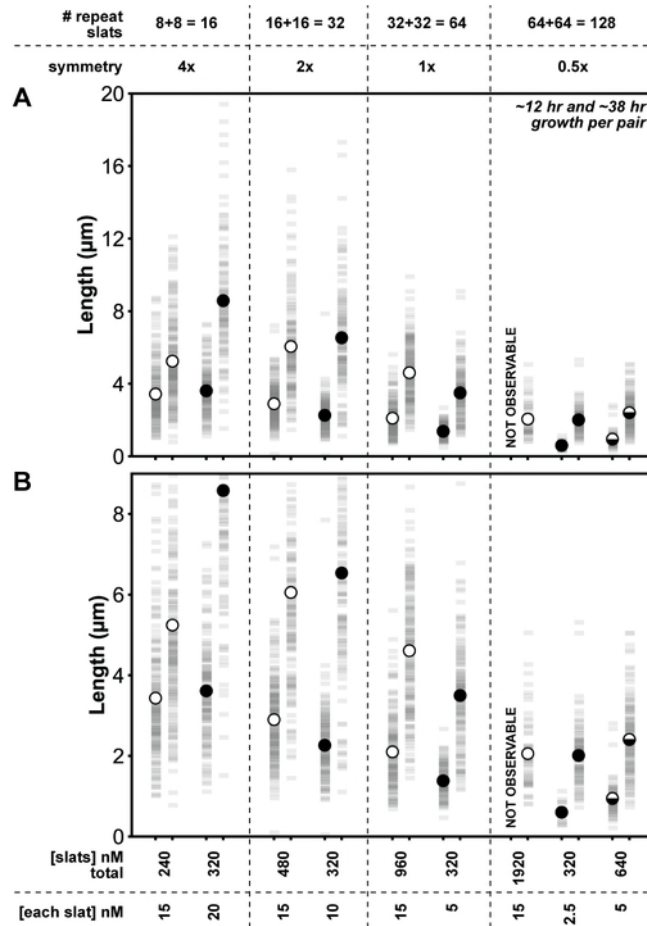 # repeat slats 8+8 = 16 16+16 = 32 32+32 = 64 64+64 = 128
symmetry 4x 2x 1x 0.5x
A
~12 hr and ~38 hr
growth per pair
20
16
12
8
4
0
Length (µm)
NOT OBSERVABLE
B
8
6
4
2
0
Length (µm)
NOT OBSERVABLE
[slats] nM total 240 320 480 320 960 320 1920 320 640
[each slat] nM 15 20 15 10 15 5 15 2.5 5